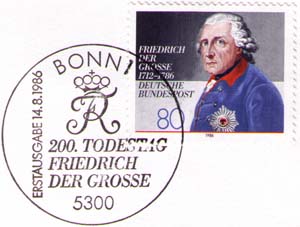 FRIEDRICH
DER
GROSSE
1712-1786
DEUTSCHE
BUNDESPOST
80
1986
BONN 1
ERSTAUSGABE 14.8.1986
FR
200. TODESTAG
FRIEDRICH
DER GROSSE
5300